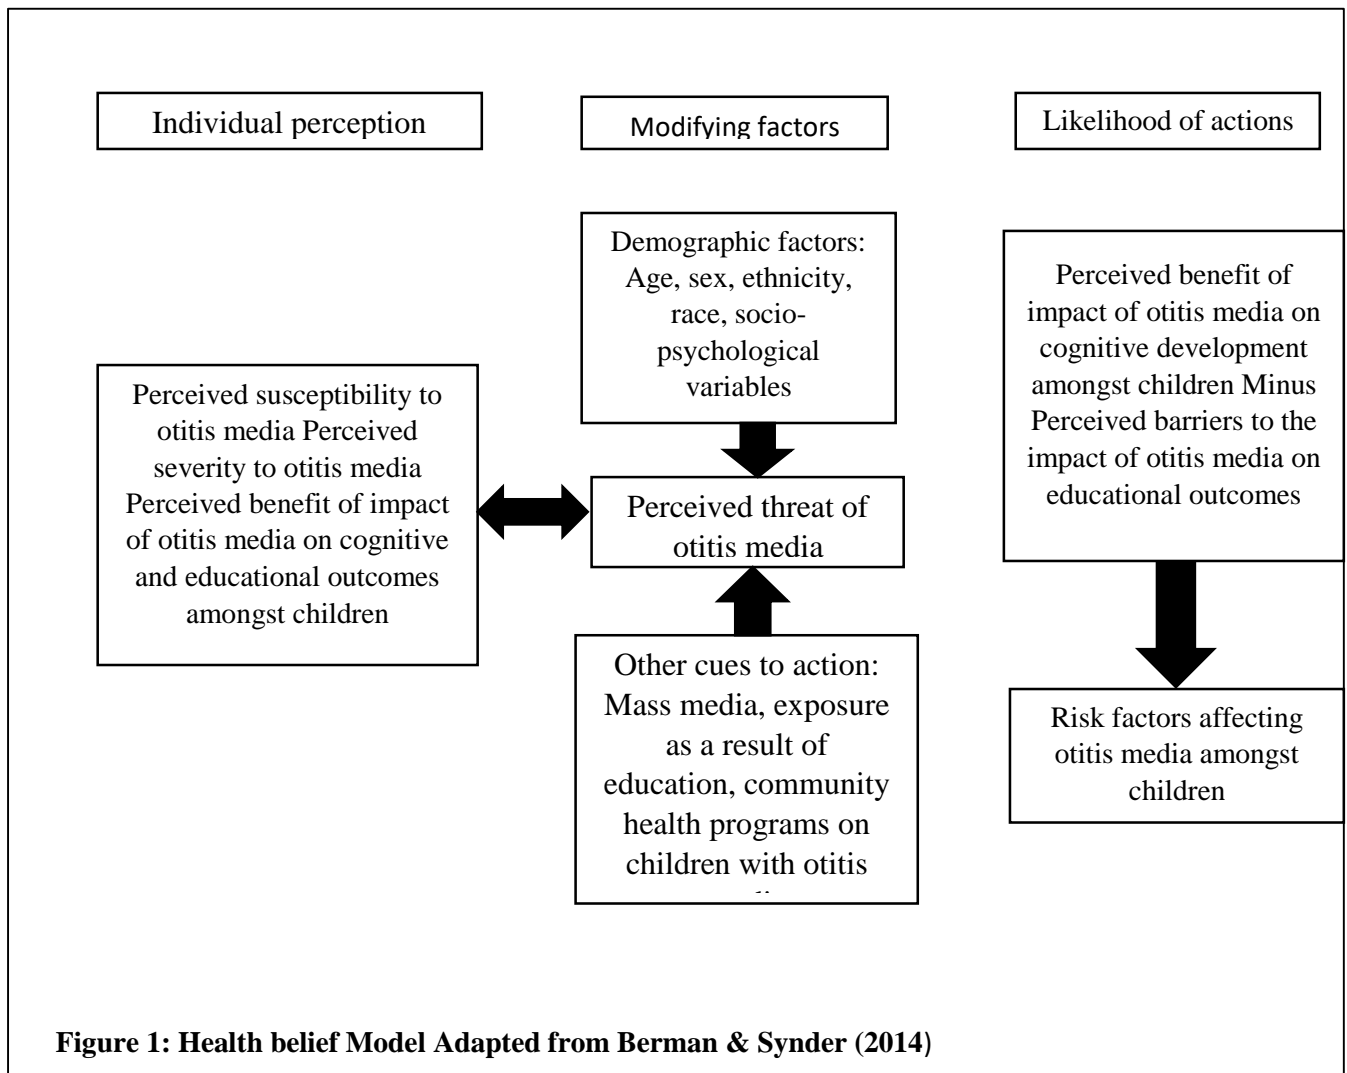 Individual perception
Modifying factors
Likelihood of actions
Demographic factors:
Age, sex, ethnicity,
race, socio-
psychological
variables
Perceived susceptibility to
otitis media Perceived
severity to otitis media
Perceived benefit of impact
of otitis media on cognitive
and educational outcomes
amongst children
Perceived threat of
otitis media
Other cues to action:
Mass media, exposure
as a result of
education, community
health programs on
children with otitis
Perceived benefit of
impact of otitis media on
cognitive development
amongst children Minus
Perceived barriers to the
impact of otitis media on
educational outcomes
Risk factors affecting
otitis media amongst
children
Figure 1: Health belief Model Adapted from Berman & Synder (2014)